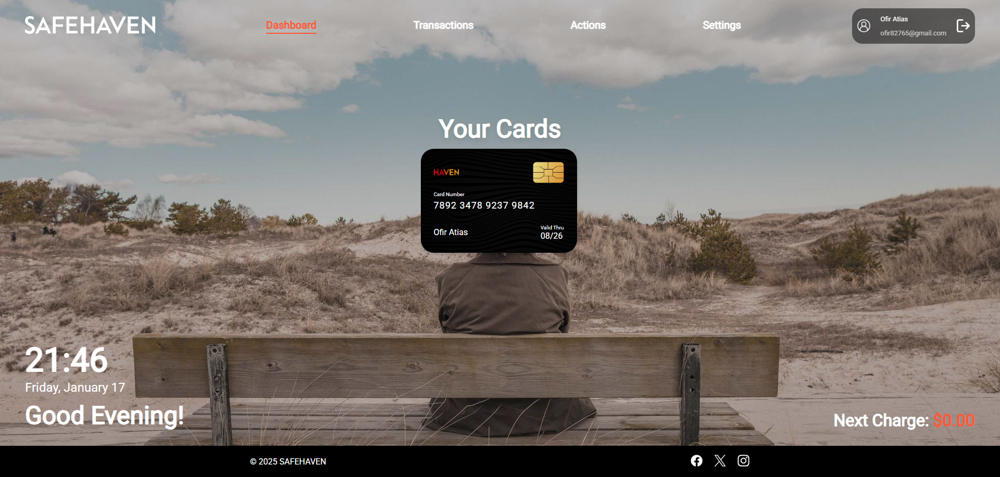 SAFEHAVEN
Dashboard
Transactions
Actions
Settings
Ofir Atias
ofir82765@gmail.com
Your Cards
HAVEN
Card Number
7892 3478 9237 9842
Ofir Atias
Valid Thru
08/26
21:46
Friday, January 17
Good Evening!
Next Charge: $0.00
© 2025 SAFEHAVEN